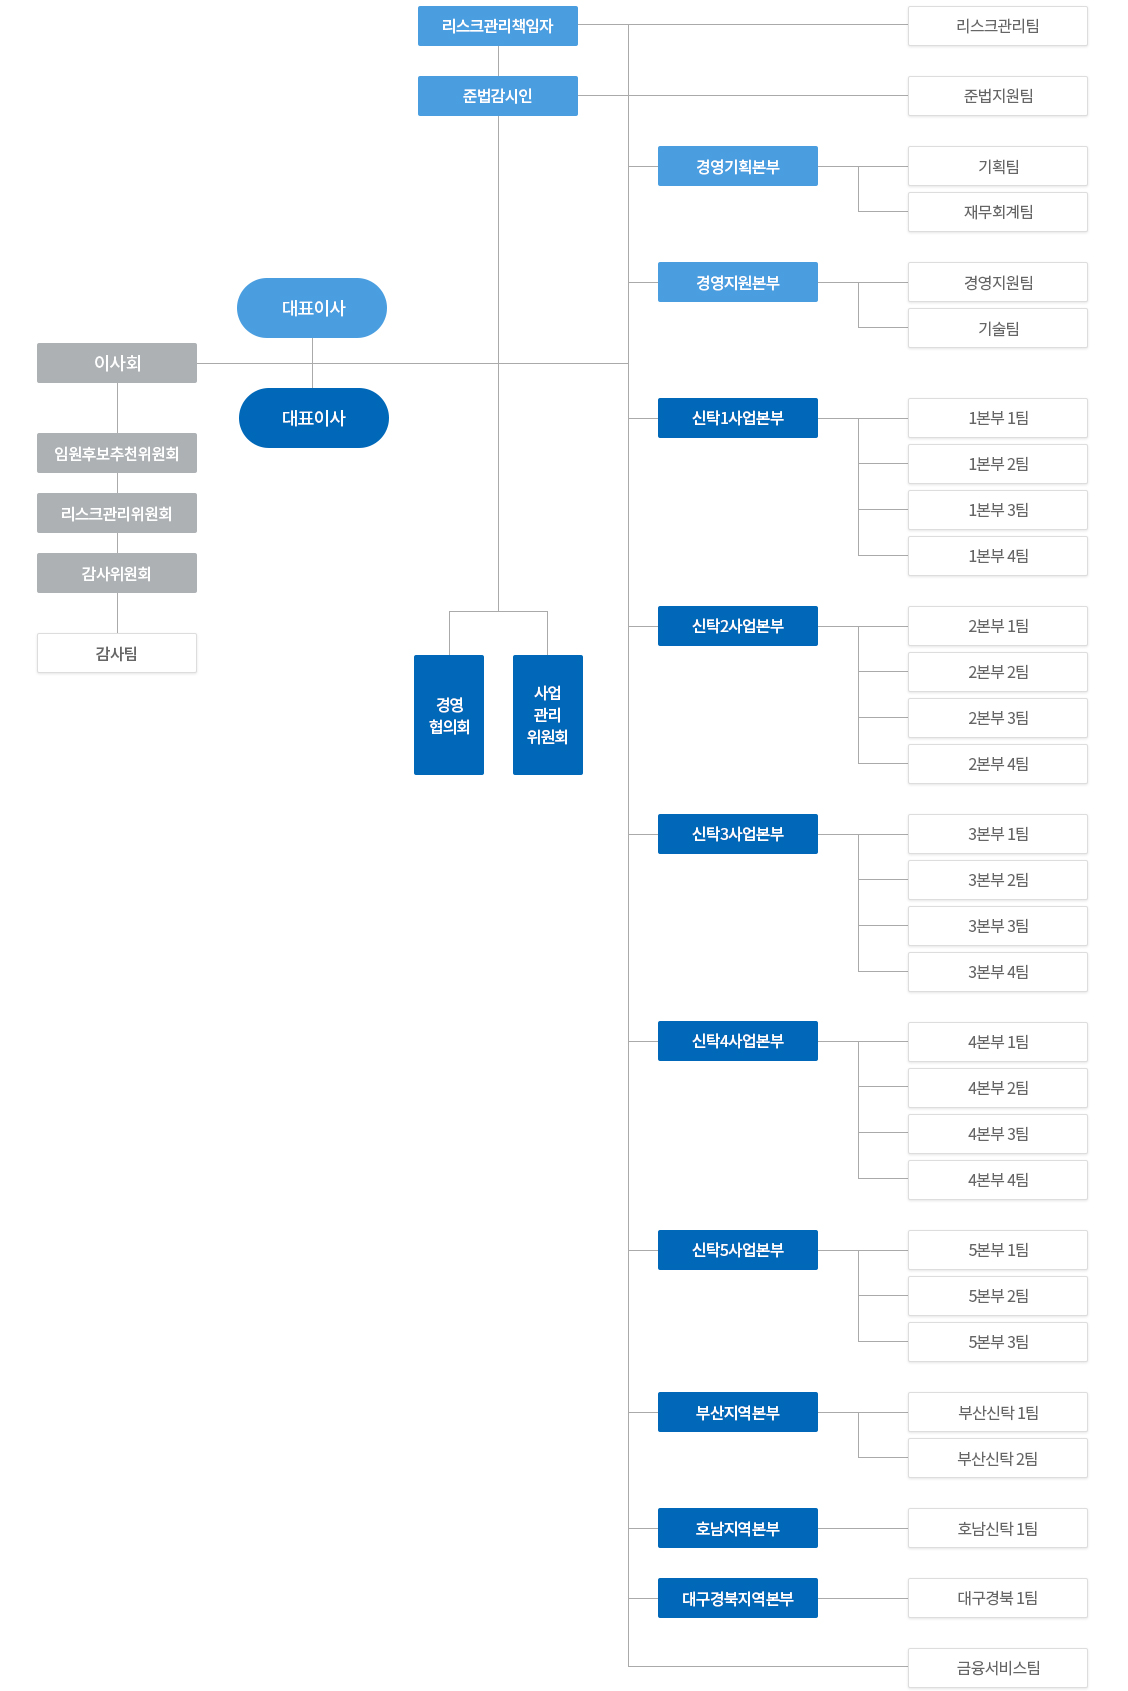 리스크관리책임자
리스크관리팀
준법감시인
준법지원팀
경영기획본부
기획팀
재무회계팀
경영지원본부
경영지원팀
기술팀
대표이사
이사회
대표이사
임원후보추천위원회
리스크관리위원회
감사위원회
감사팀
경영
협의회
사업
관리
위원회
신탁1사업본부
1본부 1팀
1본부 2팀
1본부 3팀
1본부 4팀
신탁2사업본부
2본부 1팀
2본부 2팀
2본부 3팀
2본부 4팀
신탁3사업본부
3본부 1팀
3본부 2팀
3본부 3팀
3본부 4팀
신탁4사업본부
4본부 1팀
4본부 2팀
4본부 3팀
4본부 4팀
신탁5사업본부
5본부 1팀
5본부 2팀
5본부 3팀
부산지역본부
부산신탁 1팀
부산신탁 2팀
호남지역본부
호남신탁 1팀
대구경북지역본부
대구경북 1팀
금융서비스팀